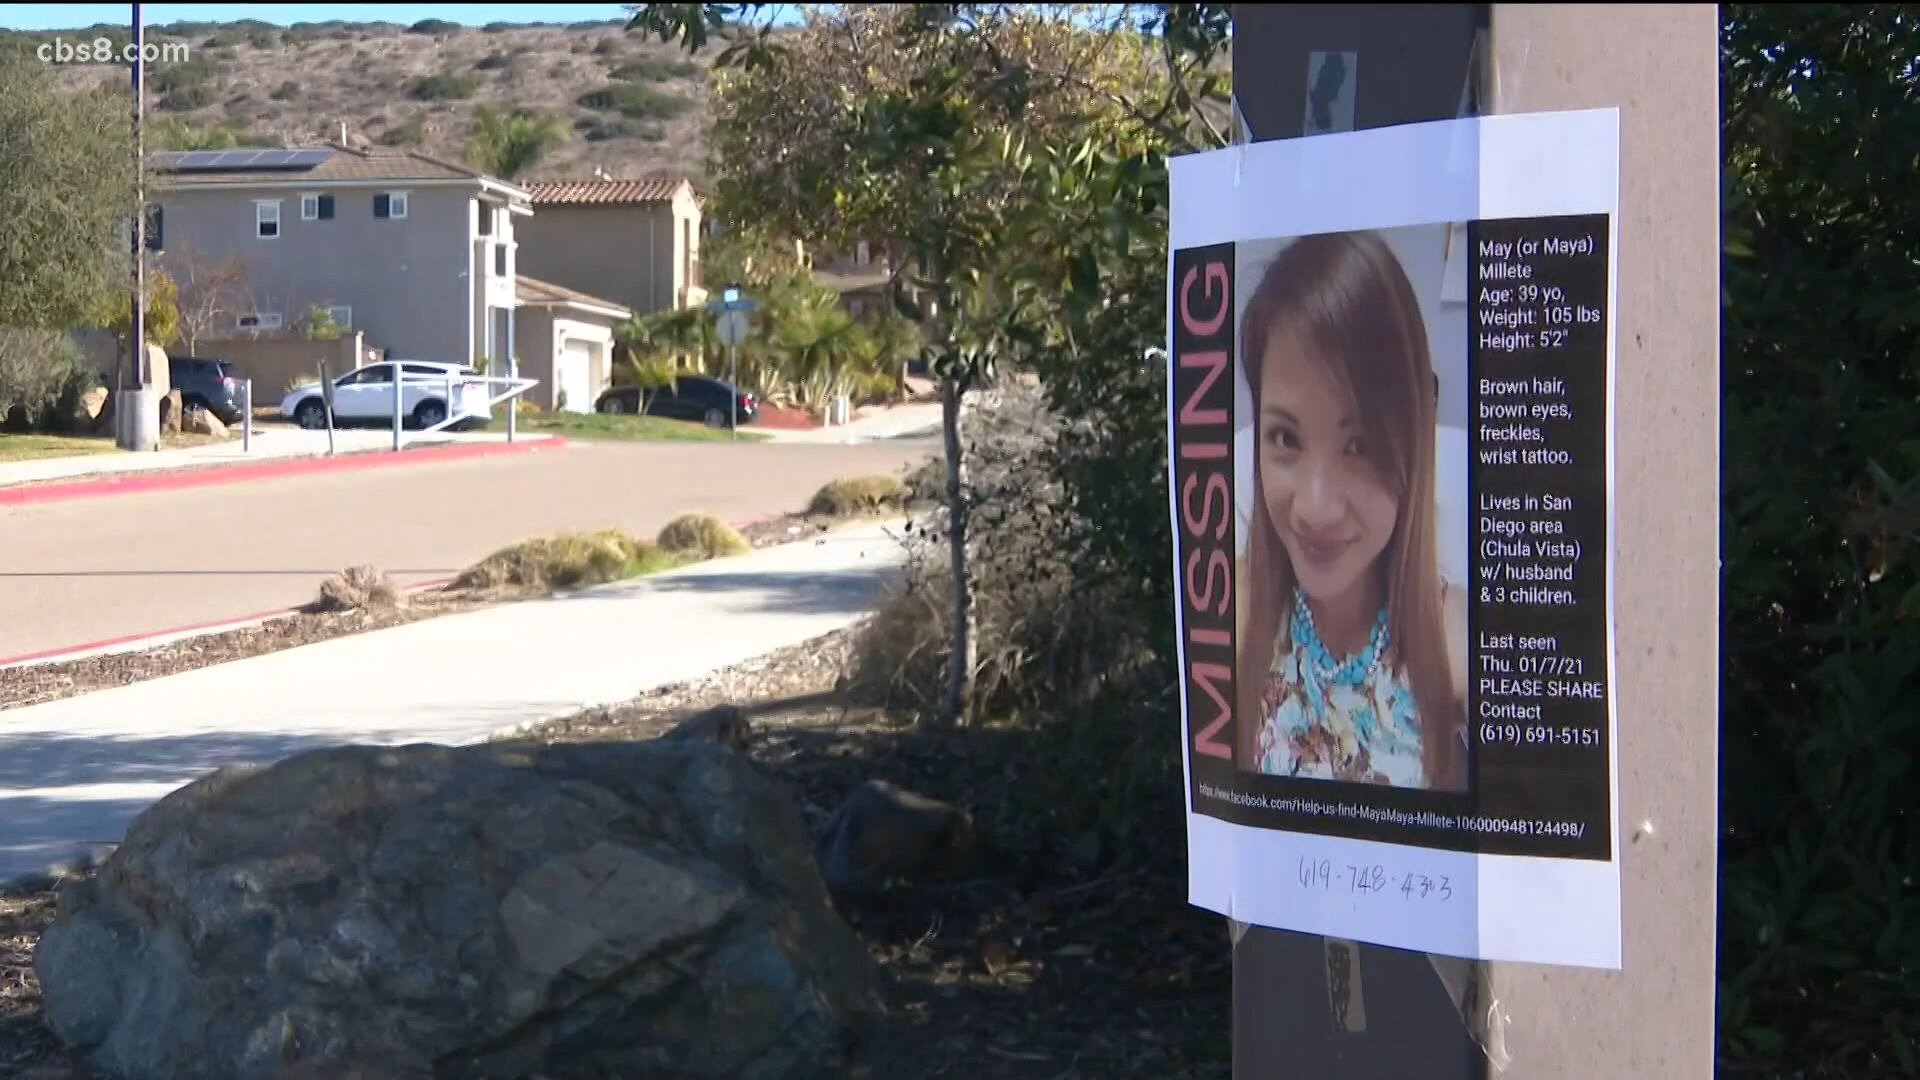 cbs8.com
MISSING
May (or Maya)
Millete
Age: 39 yo,
Weight: 105 lbs
Height: 5'2"
Brown hair,
brown eyes,
freckles,
wrist tattoo.
Lives in San
Diego area
(Chula Vista)
w/ husband
& 3 children.
Last seen
Thu. 01/7/21
PLEASE SHARE
Contact
(619) 691-5151
https://www.facebook.com/Help-us-find-MayaMaya-Millete-106000948124498/
619-748-4303